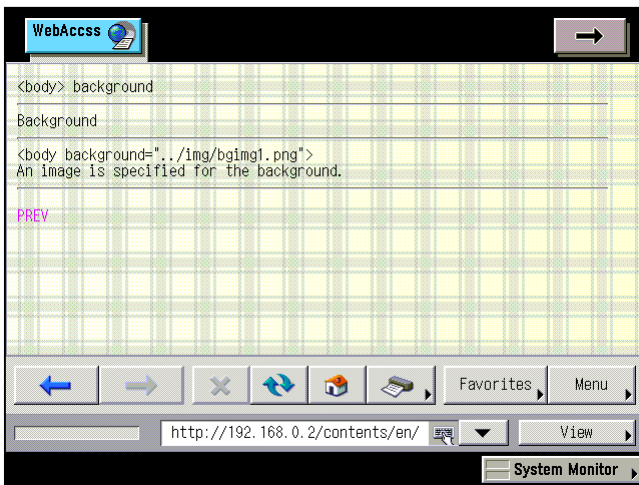 WebAccss
<body> background
Background
<body background="../img/bgimg1.png">
An image is specified for the background.
PREV
Favorites
Menu
http://192.168.0.2/contents/en/
View
System Monitor